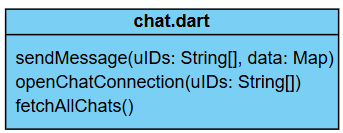 chat.dart
sendMessage(uIDs: String[], data: Map)
openChatConnection(uIDs: String[])
fetchAllChats()